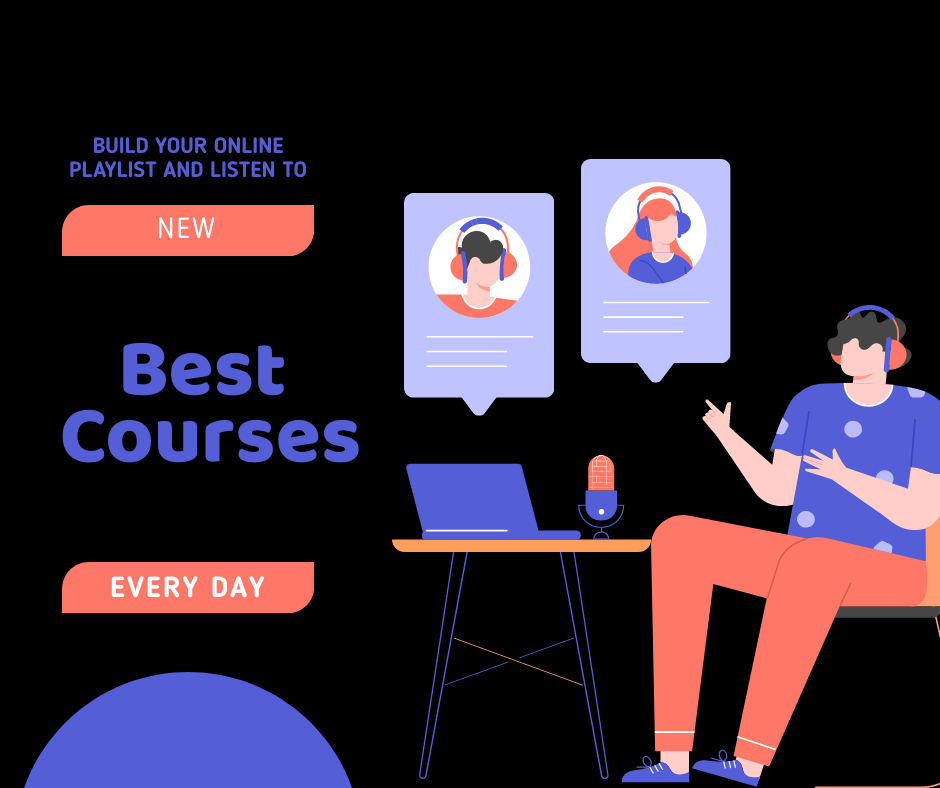 BUILD YOUR ONLINE
PLAYLIST AND LISTEN TO
NEW
Best
Courses
EVERY DAY